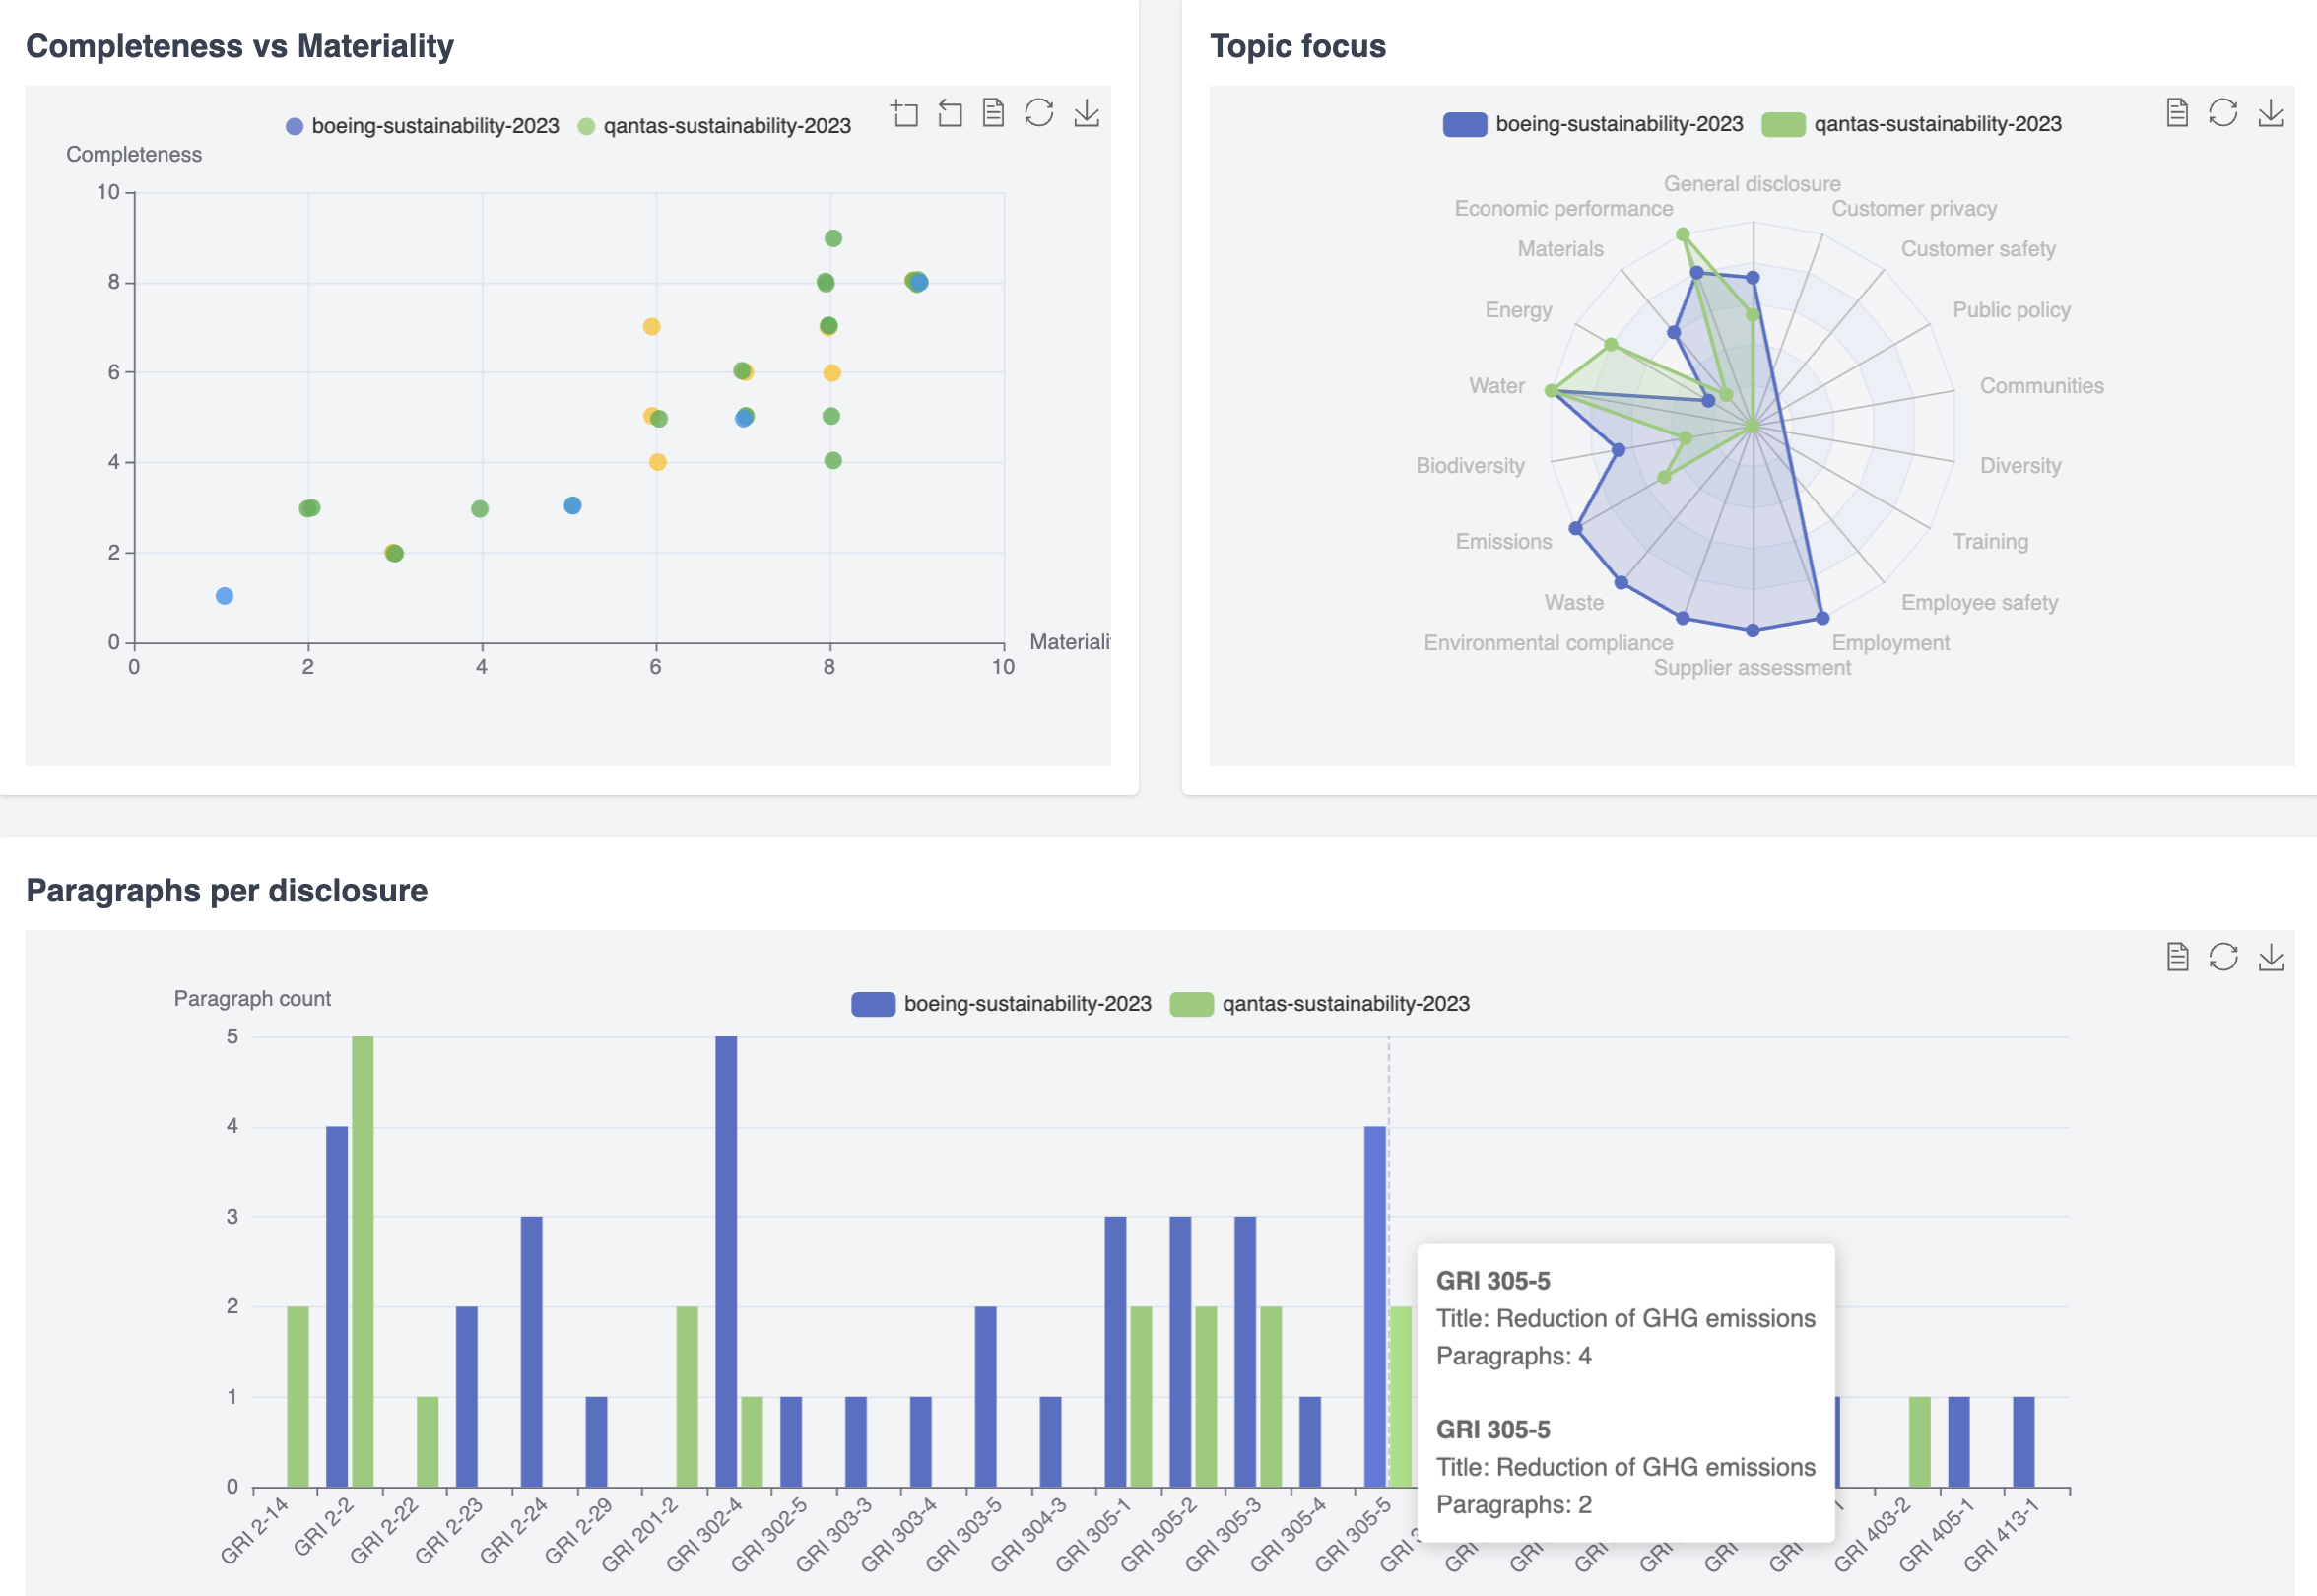 Completeness vs Materiality
boeing-sustainability-2023 qantas-sustainability-2023
Completeness
10
8
6
4
2
0
0 2 4 6 8 10
Materiali
Topic focus
boeing-sustainability-2023 qantas-sustainability-2023
General disclosure
Economic performance
Customer privacy
Materials
Customer safety
Energy
Public policy
Water
Communities
Biodiversity
Diversity
Emissions
Training
Waste
Employee safety
Environmental compliance
Employment
Supplier assessment
Paragraphs per disclosure
Paragraph count
boeing-sustainability-2023 qantas-sustainability-2023
5
4
3
2
1
0
GRI 305-5
Title: Reduction of GHG emissions
Paragraphs: 4
GRI 305-5
Title: Reduction of GHG emissions
Paragraphs: 2
GRI 2-14
GRI 2-2
GRI 2-22
GRI 2-23
GRI 2-24
GRI 2-29
GRI 201-2
GRI 302-4
GRI 302-5
GRI 303-3
GRI 303-4
GRI 303-5
GRI 304-3
GRI 305-1
GRI 305-2
GRI 305-3
GRI 305-4
GRI 305-5
GRI
GRI
GRI
GRI
GRI
GRI
GRI
GRI 403-2
GRI 405-1
GRI 413-1